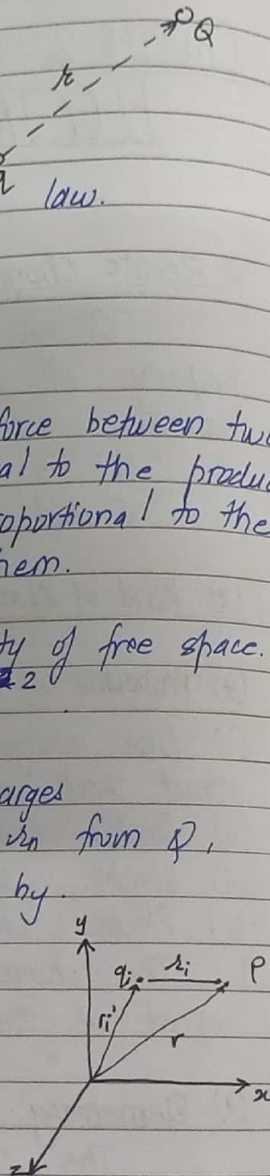 Q
r
q
law.
force between two
al to the produc
oportional to the
hem.
ty of free space.
2
arges
rn from Q,
by.
y
qi ri P
ri' r
x
z